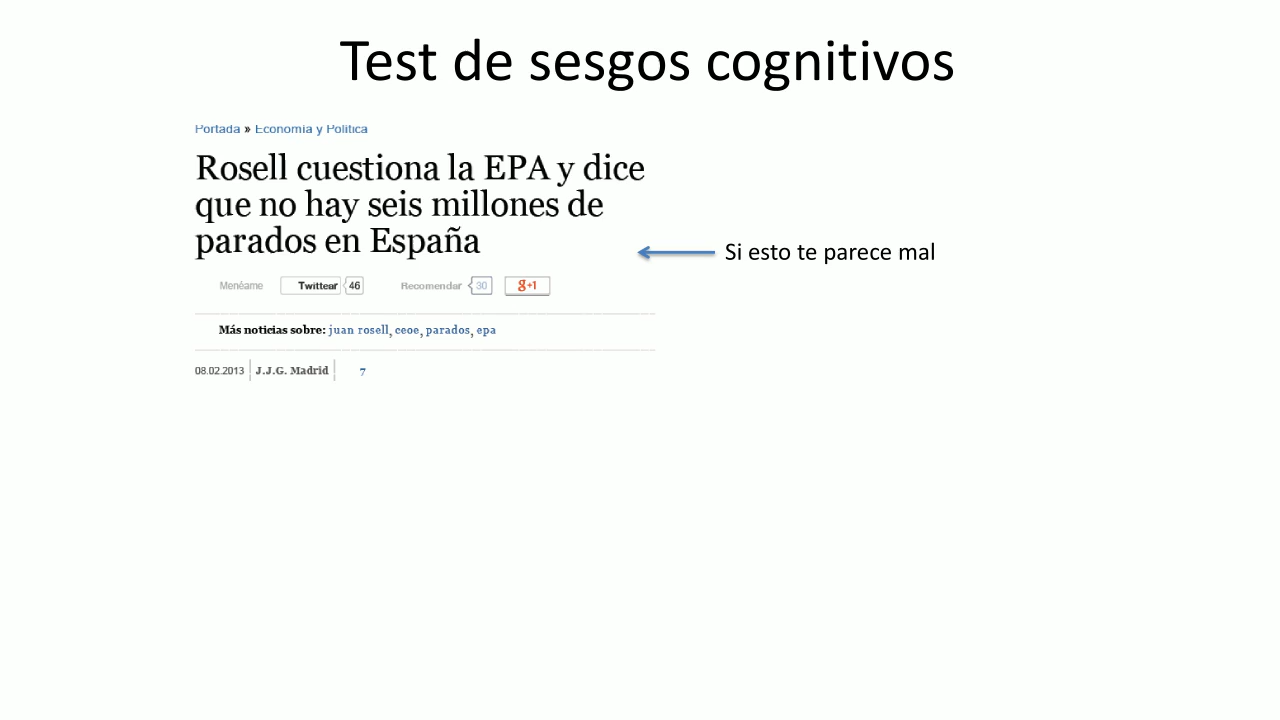 Test de sesgos cognitivos
Portada » Economía y Política
Rosell cuestiona la EPA y dice
que no hay seis millones de
parados en España
Si esto te parece mal
Menéame Twittear 46 Recomendar 30 g+1
Más noticias sobre: juan rosell, ceoe, parados, epa
08.02.2013 J.J.G. Madrid 7